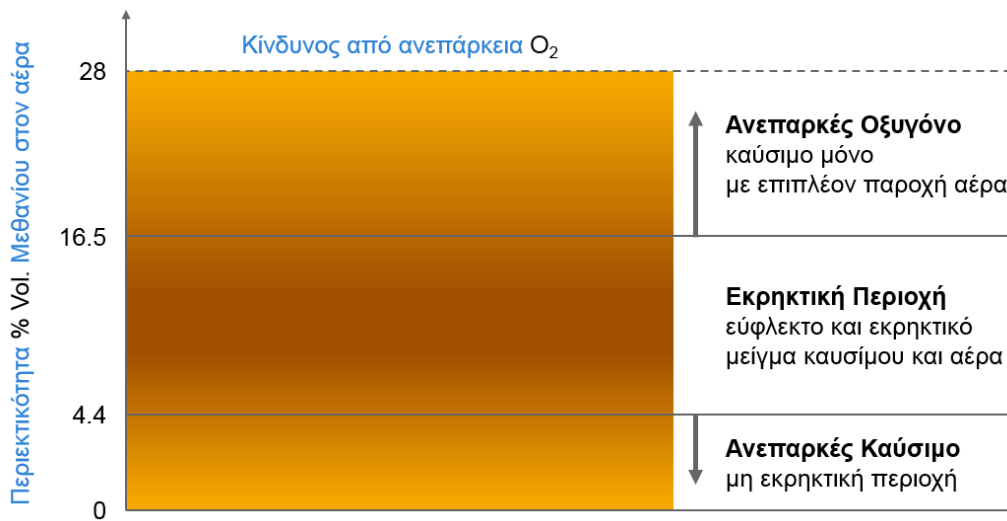 Κίνδυνος από ανεπάρκεια O₂
Περιεκτικότητα % Vol. Μεθανίου στον αέρα
28
Ανεπαρκές Οξυγόνο
καύσιμο μόνο
με επιπλέον παροχή αέρα
16.5
Εκρηκτική Περιοχή
εύφλεκτο και εκρηκτικό
μείγμα καυσίμου και αέρα
4.4
Ανεπαρκές Καύσιμο
μη εκρηκτική περιοχή
0